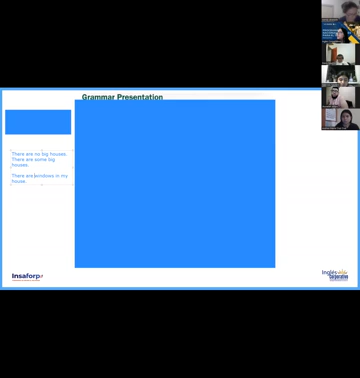 Grammar Presentation
There are no big houses.
There are some big
houses.
There are windows in my
house.
Insaforp
Inglés
Corporativo